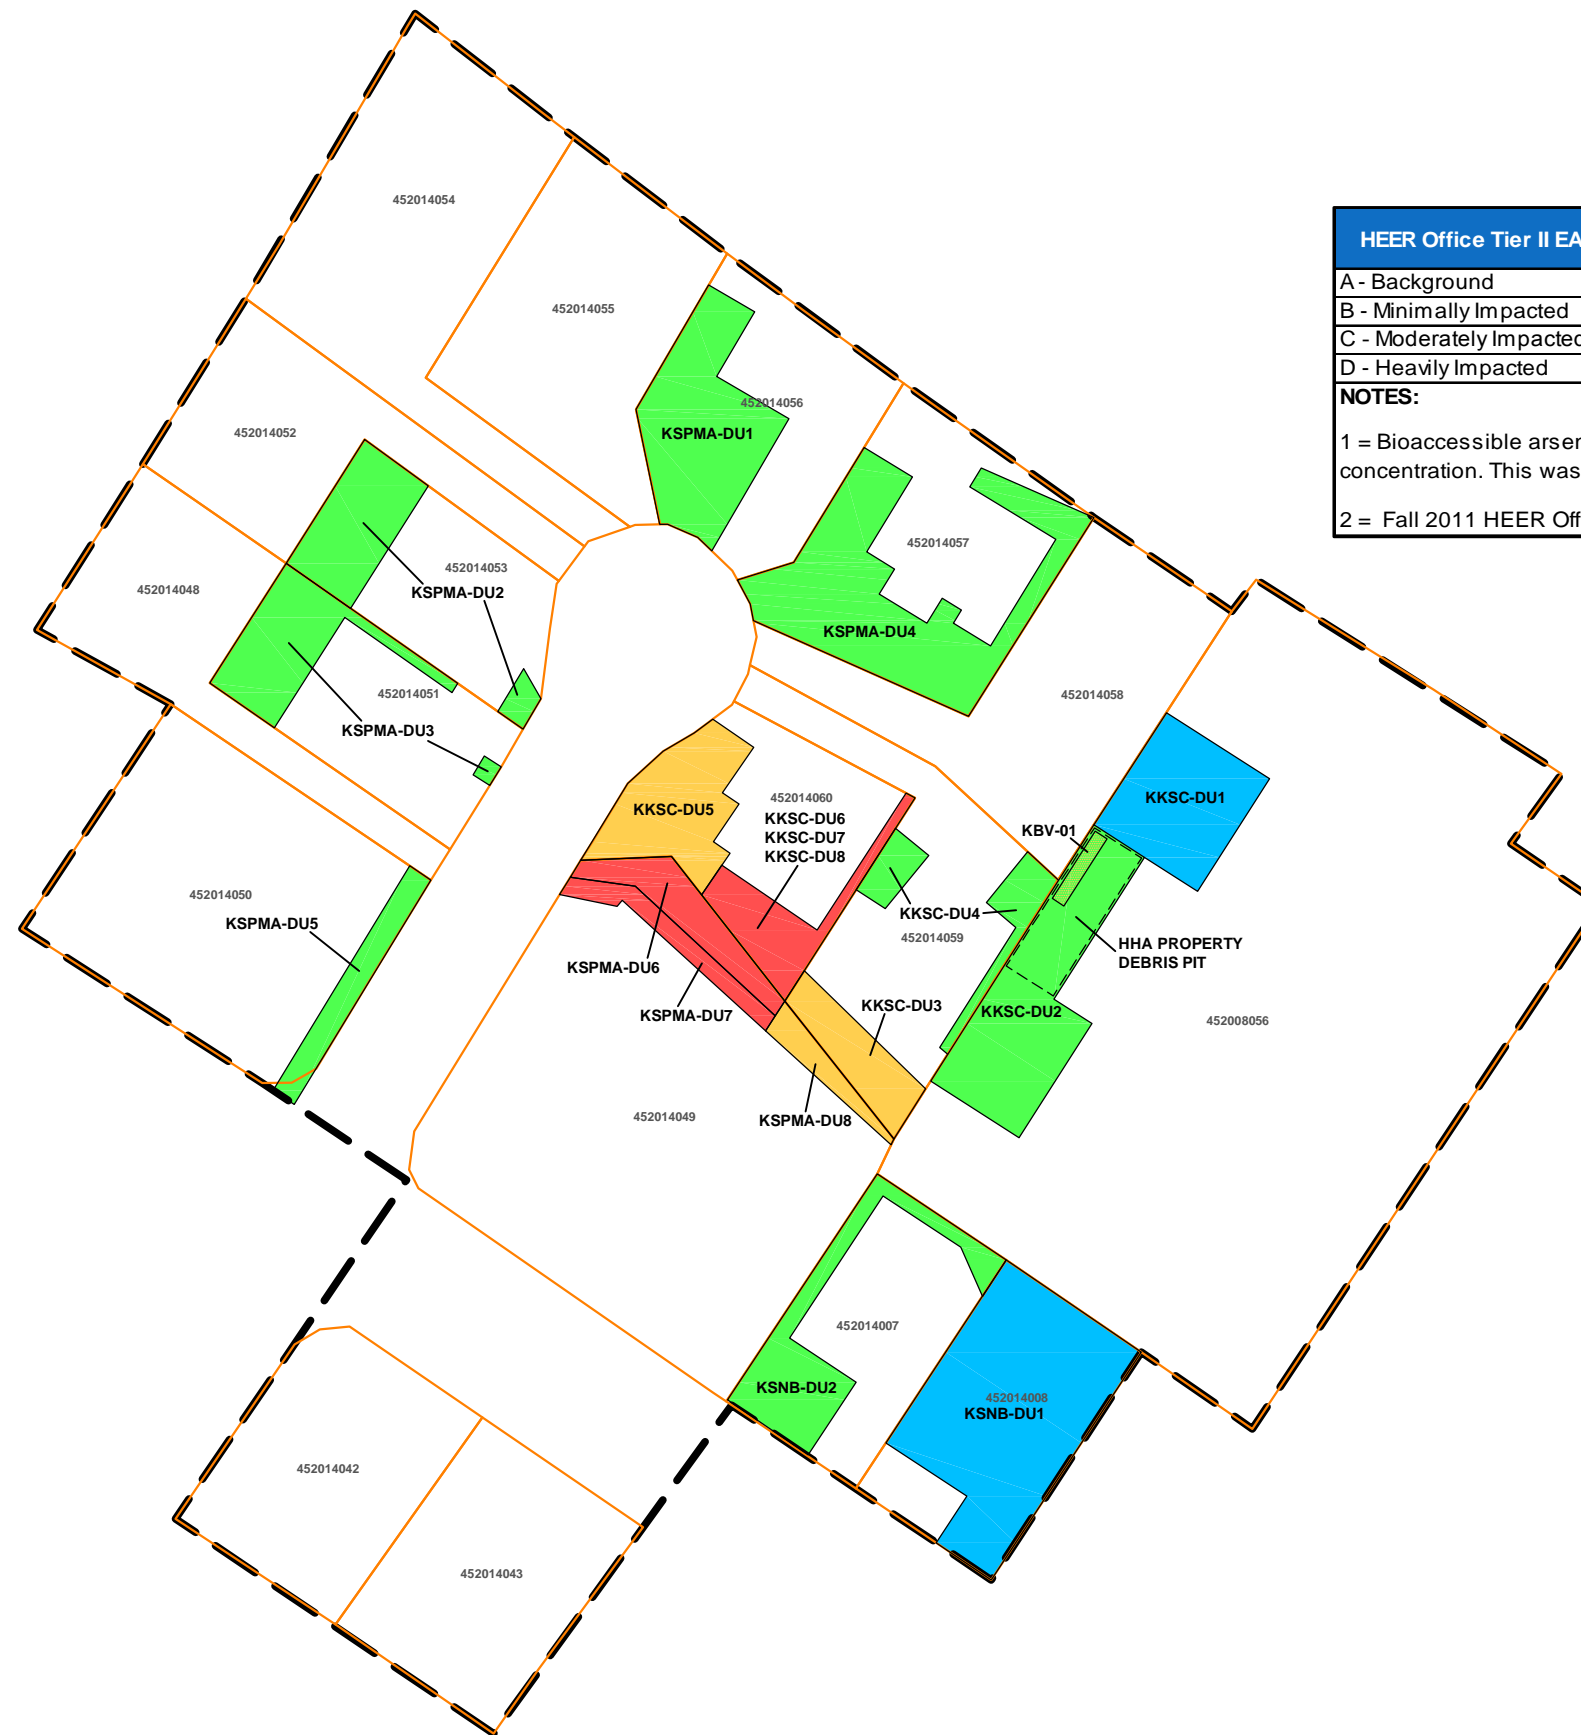 452014054
452014055
HEER Office Tier II EA
A - Background
B - Minimally Impacted
C - Moderately Impacted
D - Heavily Impacted
NOTES:
1 = Bioaccessible arsen
concentration. This was
2 = Fall 2011 HEER Off
452014056
KSPMA-DU1
452014052
452014057
452014053
KSPMA-DU2
452014048
KSPMA-DU4
452014051
452014058
KSPMA-DU3
KKSC-DU1
452014060
KKSC-DU5
KKSC-DU6
KKSC-DU7
KKSC-DU8
KBV-01
452014050
KSPMA-DU5
KKSC-DU4
452014059
HHA PROPERTY
DEBRIS PIT
KSPMA-DU6
KSPMA-DU7
KKSC-DU3
KKSC-DU2
452008056
452014049
KSPMA-DU8
452014007
KSNB-DU2
452014008
KSNB-DU1
452014042
452014043